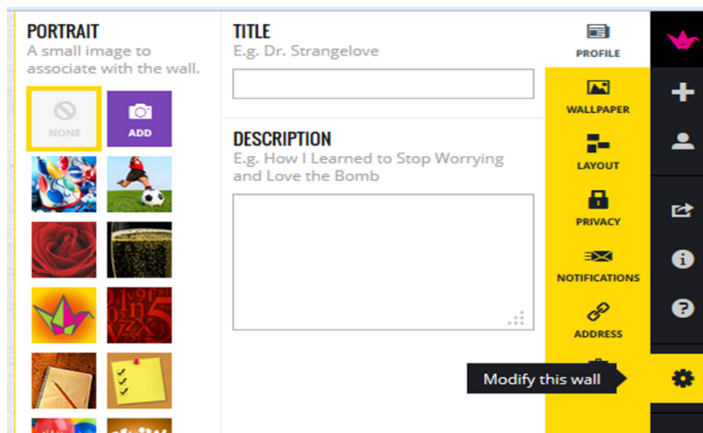 PORTRAIT
A small image to
associate with the wall.
NONE
ADD
TITLE
E.g. Dr. Strangelove
DESCRIPTION
E.g. How I Learned to Stop Worrying
and Love the Bomb
PROFILE
WALLPAPER
LAYOUT
PRIVACY
NOTIFICATIONS
ADDRESS
Modify this wall